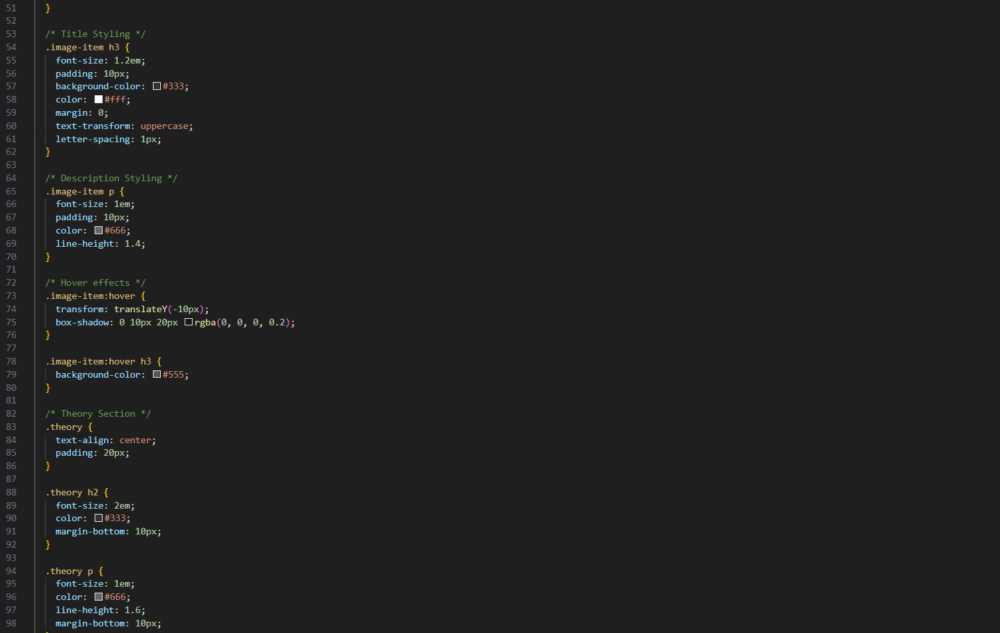 51 }
52
53 /* Title Styling */
54 .image-item h3 {
55 font-size: 1.2em;
56 padding: 10px;
57 background-color: #333;
58 color: #fff;
59 margin: 0;
60 text-transform: uppercase;
61 letter-spacing: 1px;
62 }
63
64 /* Description Styling */
65 .image-item p {
66 font-size: 1em;
67 padding: 10px;
68 color: #666;
69 line-height: 1.4;
70 }
71
72 /* Hover effects */
73 .image-item:hover {
74 transform: translateY(-10px);
75 box-shadow: 0 10px 20px rgba(0, 0, 0, 0.2);
76 }
77
78 .image-item:hover h3 {
79 background-color: #555;
80 }
81
82 /* Theory Section */
83 .theory {
84 text-align: center;
85 padding: 20px;
86 }
87
88 .theory h2 {
89 font-size: 2em;
90 color: #333;
91 margin-bottom: 10px;
92 }
93
94 .theory p {
95 font-size: 1em;
96 color: #666;
97 line-height: 1.6;
98 margin-bottom: 10px;